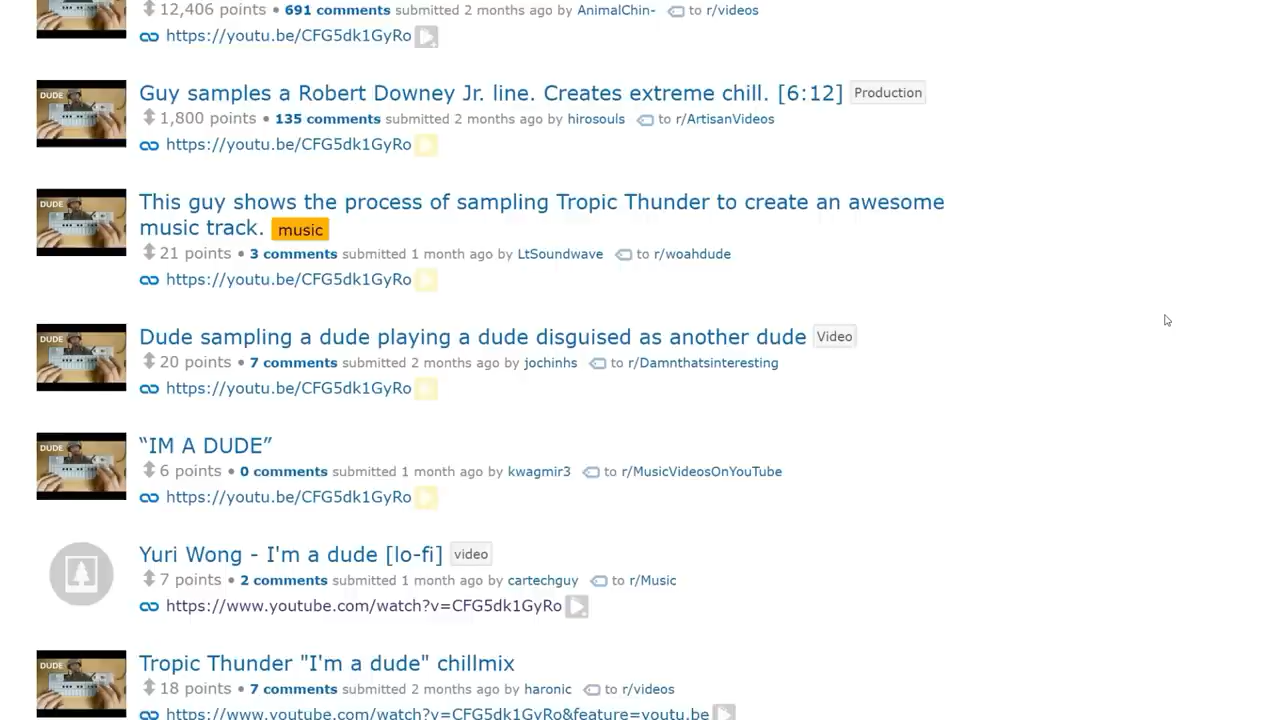 12,406 points • 691 comments submitted 2 months ago by AnimalChin- to r/videos
https://youtu.be/CFG5dk1GyRo
DUDE
Guy samples a Robert Downey Jr. line. Creates extreme chill. [6:12] Production
1,800 points • 135 comments submitted 2 months ago by hirosouls to r/ArtisanVideos
https://youtu.be/CFG5dk1GyRo
DUDE
This guy shows the process of sampling Tropic Thunder to create an awesome
music track. music
21 points • 3 comments submitted 1 month ago by LtSoundwave to r/woahdude
https://youtu.be/CFG5dk1GyRo
DUDE
Dude sampling a dude playing a dude disguised as another dude Video
20 points • 7 comments submitted 2 months ago by jochinhs to r/Damnthatsinteresting
https://youtu.be/CFG5dk1GyRo
DUDE
“IM A DUDE”
6 points • 0 comments submitted 1 month ago by kwagmir3 to r/MusicVideosOnYouTube
https://youtu.be/CFG5dk1GyRo
Yuri Wong - I'm a dude [lo-fi] video
7 points • 2 comments submitted 1 month ago by cartechguy to r/Music
https://www.youtube.com/watch?v=CFG5dk1GyRo
DUDE
Tropic Thunder "I'm a dude" chillmix
18 points • 7 comments submitted 2 months ago by haronic to r/videos
https://www.youtube.com/watch?v=CFG5dk1GyRo&feature=youtu.be